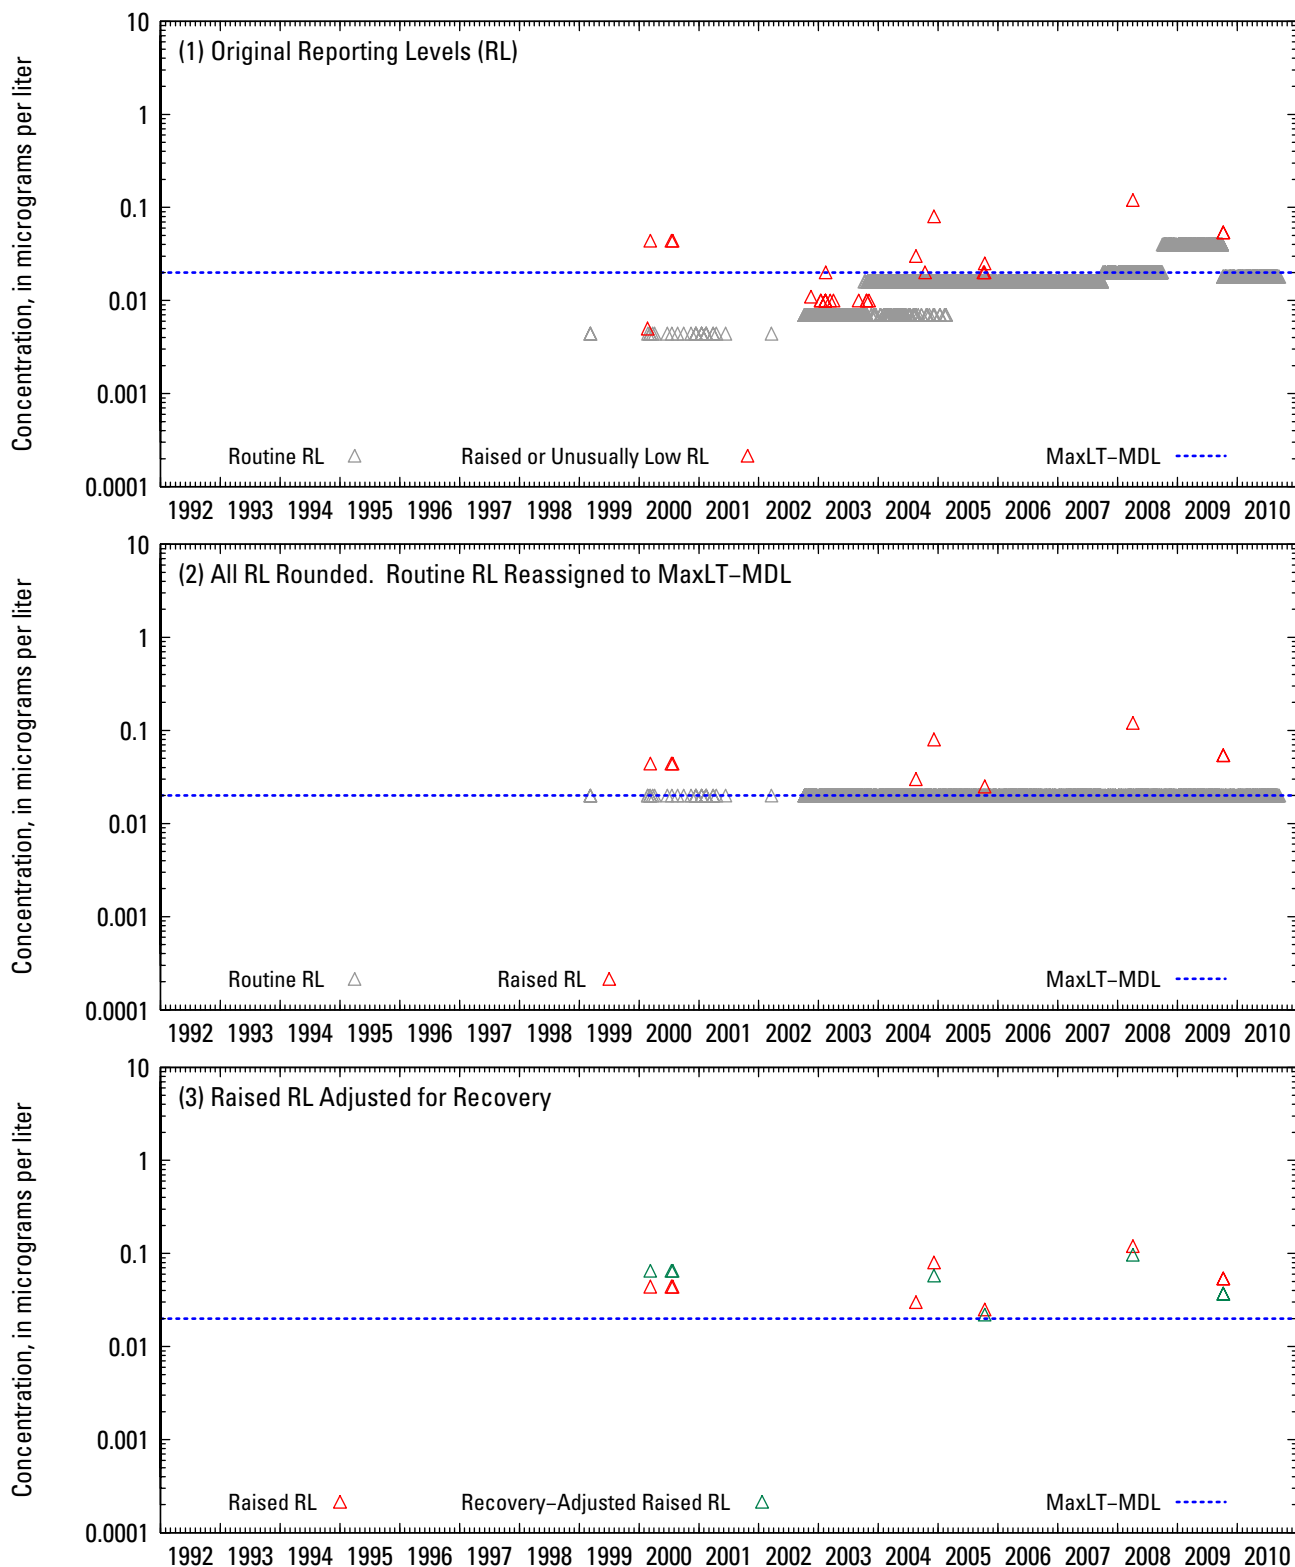 Concentration, in micrograms per liter
(1) Original Reporting Levels (RL)
10
1
0.1
0.01
0.001
0.0001
Routine RL
Raised or Unusually Low RL
MaxLT–MDL
1992 1993 1994 1995 1996 1997 1998 1999 2000 2001 2002 2003 2004 2005 2006 2007 2008 2009 2010
Concentration, in micrograms per liter
(2) All RL Rounded. Routine RL Reassigned to MaxLT–MDL
10
1
0.1
0.01
0.001
0.0001
Routine RL
Raised RL
MaxLT–MDL
1992 1993 1994 1995 1996 1997 1998 1999 2000 2001 2002 2003 2004 2005 2006 2007 2008 2009 2010
Concentration, in micrograms per liter
(3) Raised RL Adjusted for Recovery
10
1
0.1
0.01
0.001
0.0001
Raised RL
Recovery–Adjusted Raised RL
MaxLT–MDL
1992 1993 1994 1995 1996 1997 1998 1999 2000 2001 2002 2003 2004 2005 2006 2007 2008 2009 2010